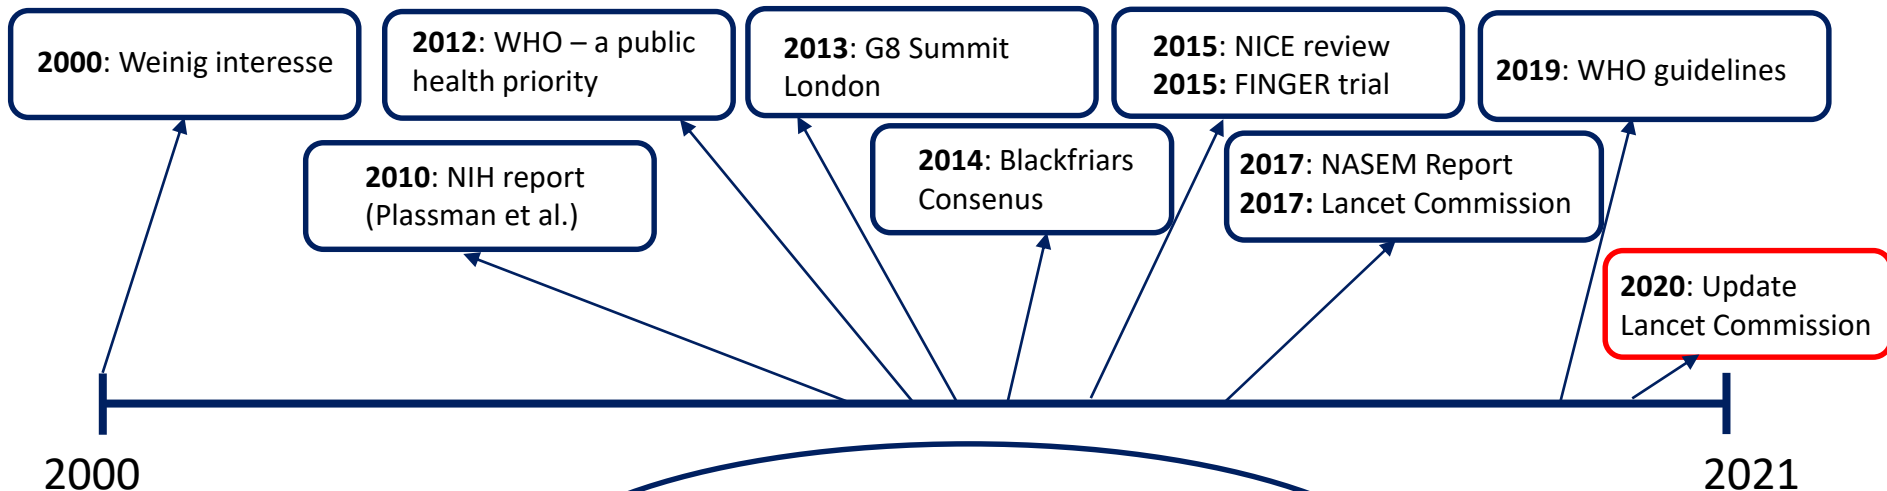 2000: Weinig interesse
2012: WHO – a public
health priority
2013: G8 Summit
London
2015: NICE review
2015: FINGER trial
2019: WHO guidelines
2010: NIH report
(Plassman et al.)
2014: Blackfriars
Consenus
2017: NASEM Report
2017: Lancet Commission
2020: Update
Lancet Commission
2000
2021